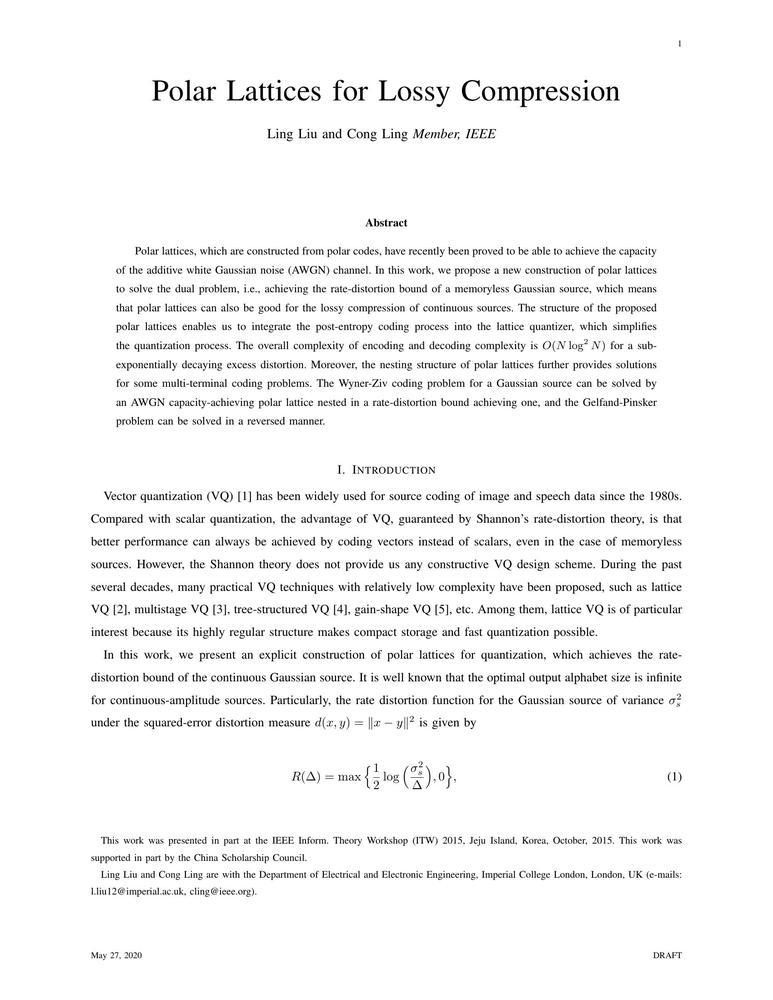 1
Polar Lattices for Lossy Compression
Ling Liu and Cong Ling Member, IEEE
Abstract
Polar lattices, which are constructed from polar codes, have recently been proved to be able to achieve the capacity
of the additive white Gaussian noise (AWGN) channel. In this work, we propose a new construction of polar lattices
to solve the dual problem, i.e., achieving the rate-distortion bound of a memoryless Gaussian source, which means
that polar lattices can also be good for the lossy compression of continuous sources. The structure of the proposed
polar lattices enables us to integrate the post-entropy coding process into the lattice quantizer, which simplifies
the quantization process. The overall complexity of encoding and decoding complexity is O(N log² N) for a sub-
exponentially decaying excess distortion. Moreover, the nesting structure of polar lattices further provides solutions
for some multi-terminal coding problems. The Wyner-Ziv coding problem for a Gaussian source can be solved by
an AWGN capacity-achieving polar lattice nested in a rate-distortion bound achieving one, and the Gelfand-Pinsker
problem can be solved in a reversed manner.
I. INTRODUCTION
Vector quantization (VQ) [1] has been widely used for source coding of image and speech data since the 1980s.
Compared with scalar quantization, the advantage of VQ, guaranteed by Shannon's rate-distortion theory, is that
better performance can always be achieved by coding vectors instead of scalars, even in the case of memoryless
sources. However, the Shannon theory does not provide us any constructive VQ design scheme. During the past
several decades, many practical VQ techniques with relatively low complexity have been proposed, such as lattice
VQ [2], multistage VQ [3], tree-structured VQ [4], gain-shape VQ [5], etc. Among them, lattice VQ is of particular
interest because its highly regular structure makes compact storage and fast quantization possible.
In this work, we present an explicit construction of polar lattices for quantization, which achieves the rate-
distortion bound of the continuous Gaussian source. It is well known that the optimal output alphabet size is infinite
for continuous-amplitude sources. Particularly, the rate distortion function for the Gaussian source of variance σ_s²
under the squared-error distortion measure d(x, y) = ‖x − y‖² is given by
R(Δ) = max { 1/2 log ( σ_s²/Δ ), 0 }, (1)
This work was presented in part at the IEEE Inform. Theory Workshop (ITW) 2015, Jeju Island, Korea, October, 2015. This work was
supported in part by the China Scholarship Council.
Ling Liu and Cong Ling are with the Department of Electrical and Electronic Engineering, Imperial College London, London, UK (e-mails:
l.liu12@imperial.ac.uk, cling@ieee.org).
May 27, 2020 DRAFT